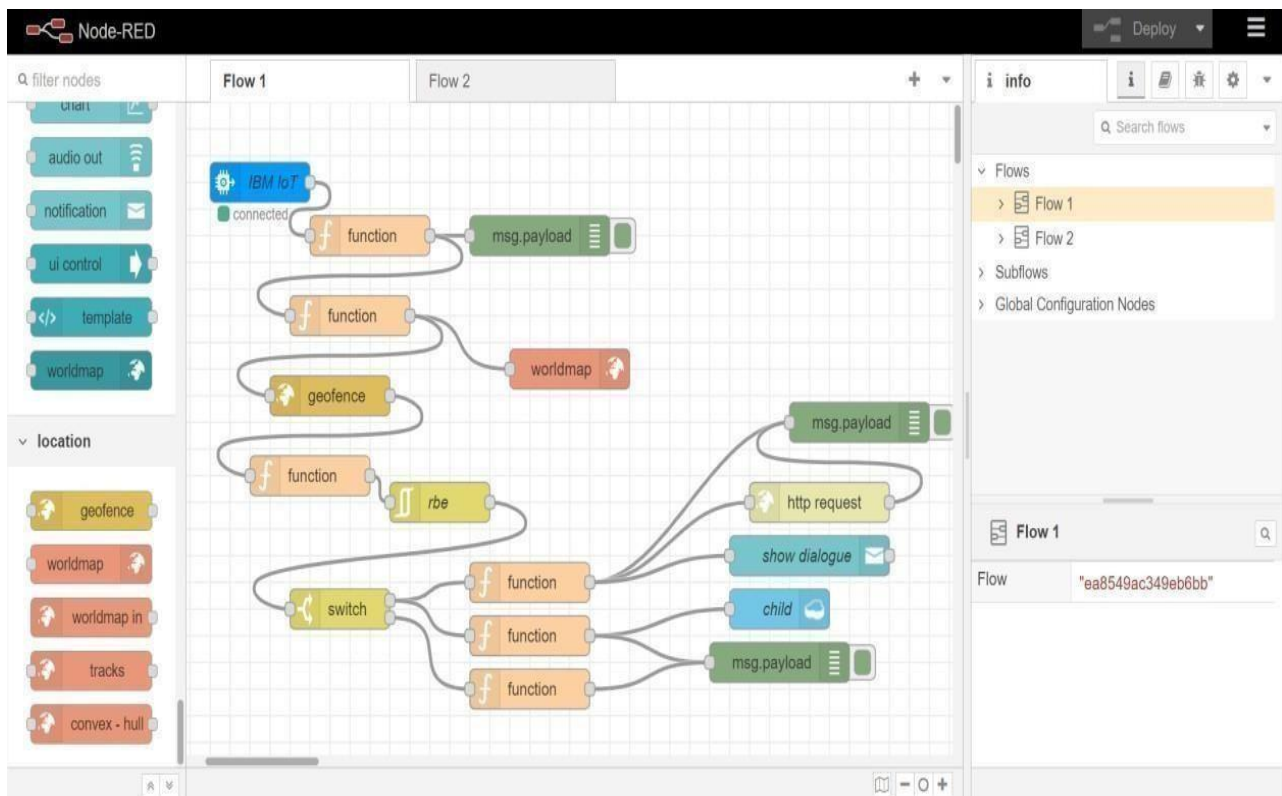 Node-RED
Deploy
filter nodes
chart
audio out
notification
ui control
template
worldmap
location
geofence
worldmap
worldmap in
tracks
convex - hull
Flow 1
Flow 2
IBM IoT
connected
function
msg.payload
function
worldmap
geofence
msg.payload
function
rbe
http request
show dialogue
function
switch
child
function
msg.payload
function
i info
i
Search flows
Flows
Flow 1
Flow 2
Subflows
Global Configuration Nodes
Flow 1
Flow "ea8549ac349eb6bb"